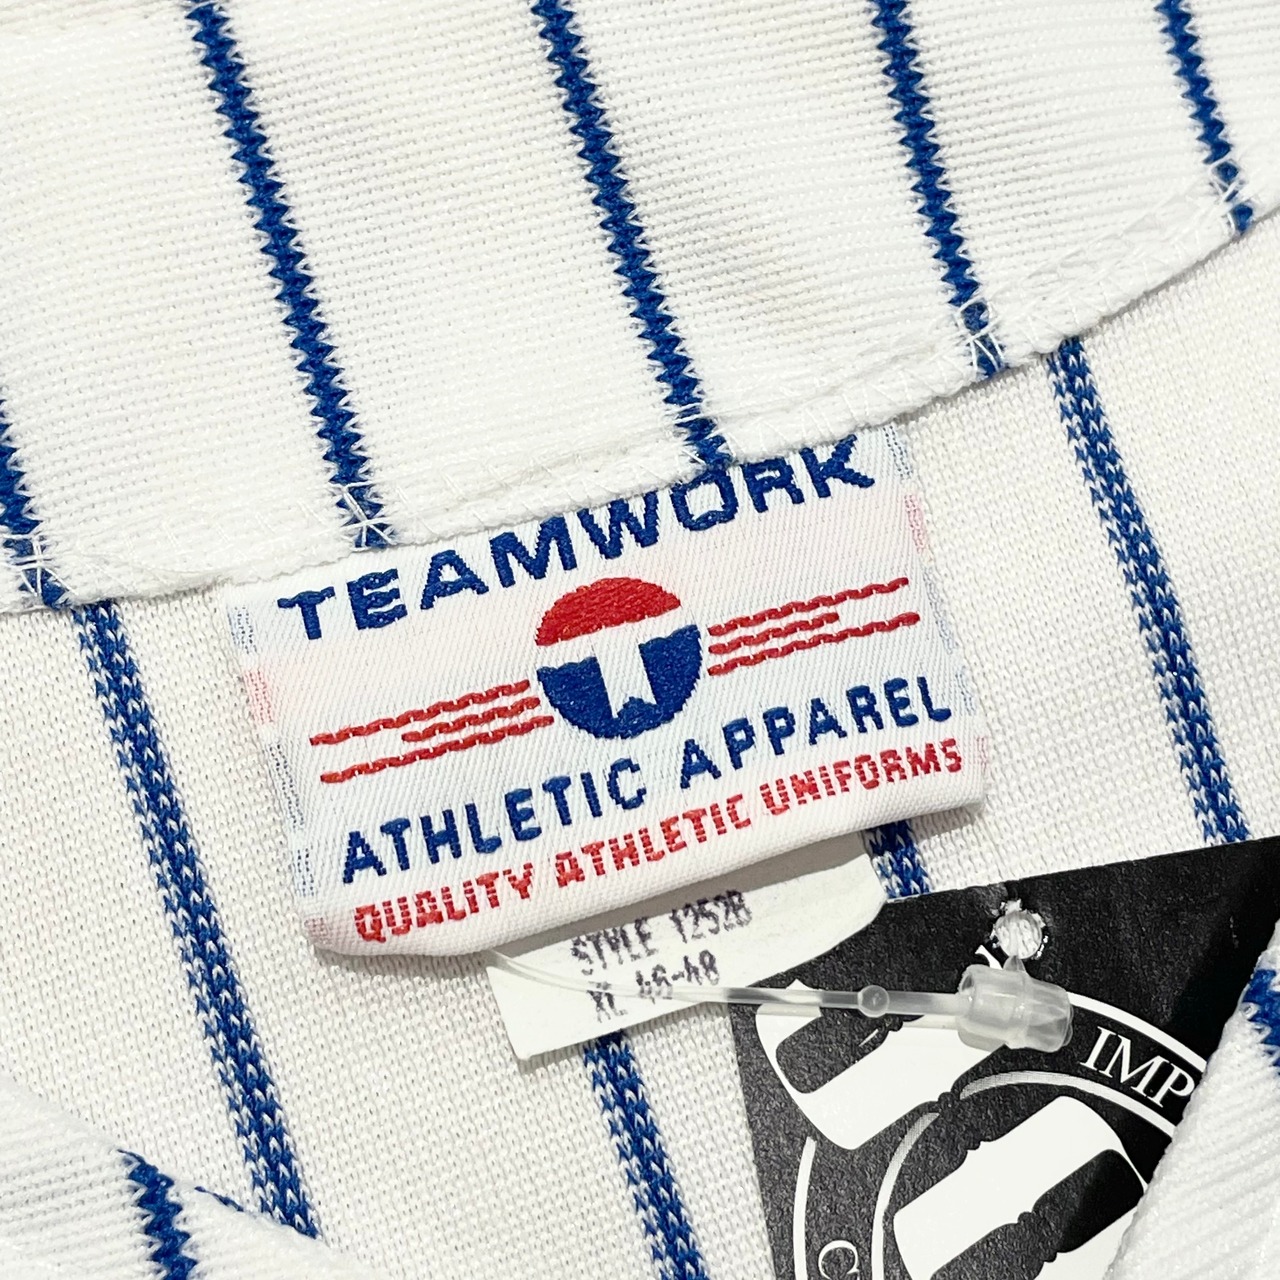 TEAMWORK
ATHLETIC APPAREL
QUALITY ATHLETIC UNIFORMS
STYLE 1252B
XL 46-48
IMP